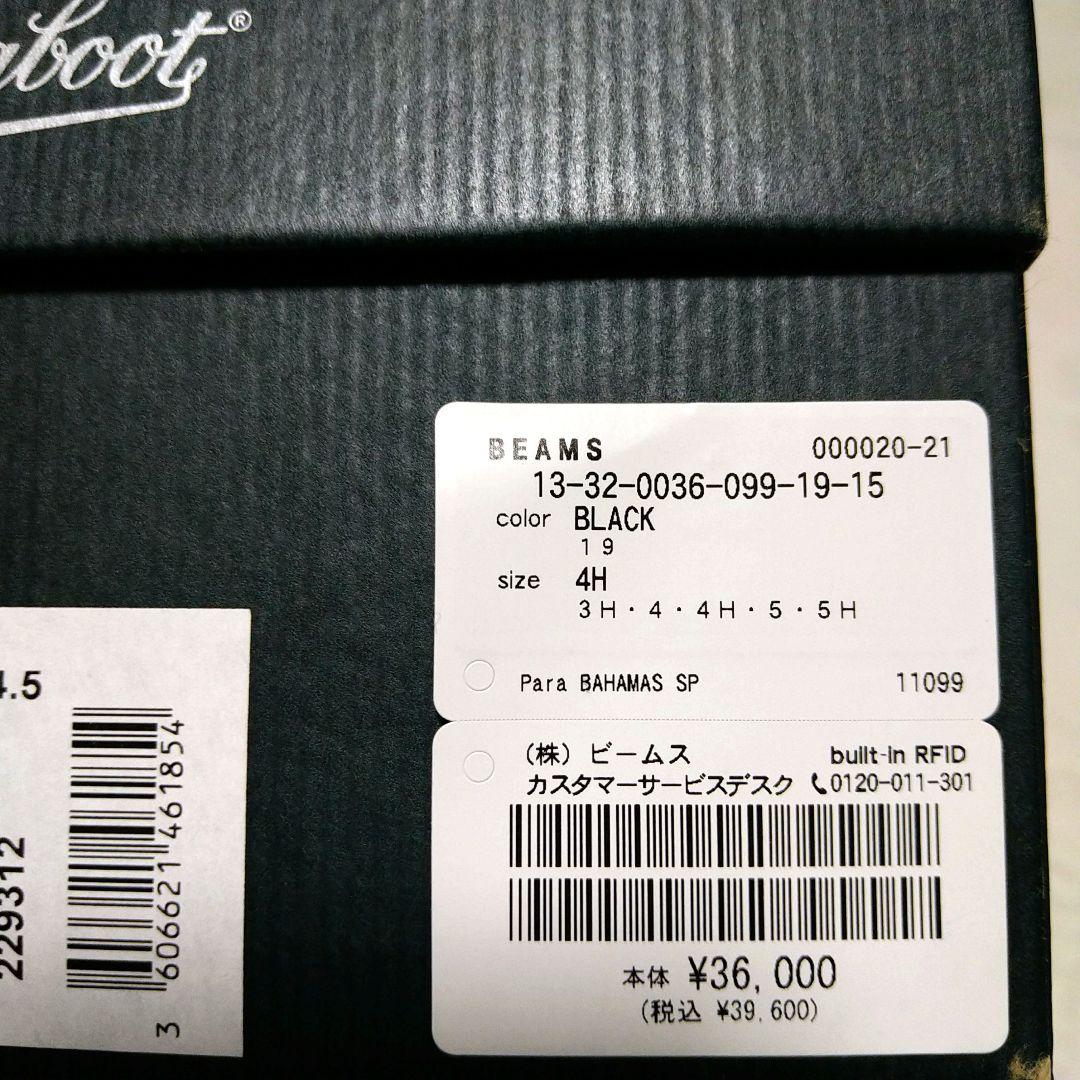 aboot®
BEAMS 000020-21
13-32-0036-099-19-15
color BLACK
19
size 4H
3H・4・4H・5・5H
Para BAHAMAS SP 11099
(株)ビームス built-in RFID
カスタマーサービスデスク 0120-011-301
本体 ¥36,000
(税込 ¥39,600)
4.5
229312
3 606621 461854